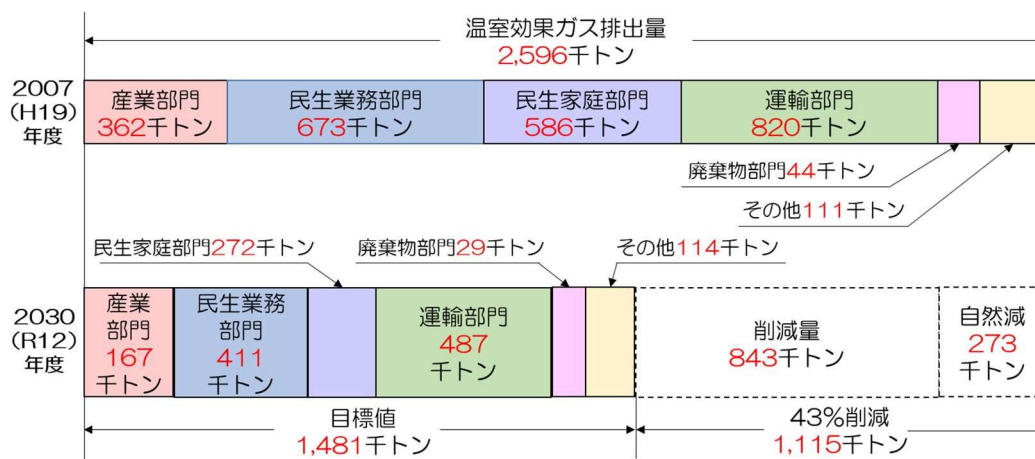 温室効果ガス排出量
2,596千トン
2007
(H19)
年度
産業部門
362千トン
民生業務部門
673千トン
民生家庭部門
586千トン
運輸部門
820千トン
廃棄物部門44千トン
その他111千トン
民生家庭部門272千トン
廃棄物部門29千トン
その他114千トン
2030
(R12)
年度
産業
部門
167
千トン
民生業務
部門
411
千トン
運輸部門
487
千トン
削減量
843千トン
自然減
273
千トン
目標値
1,481千トン
43%削減
1,115千トン